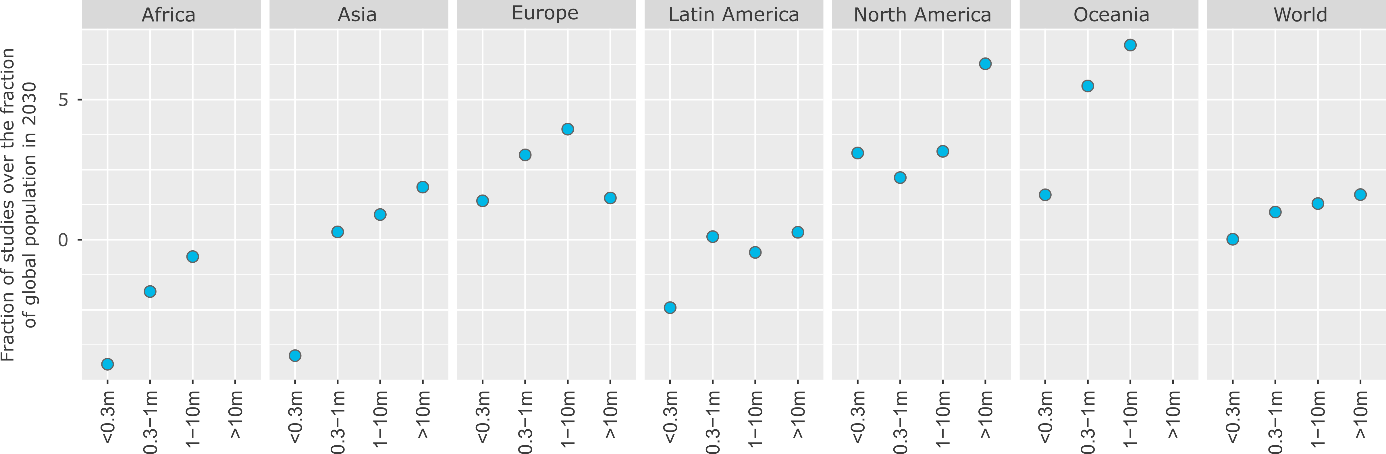 Africa
Asia
Europe
Latin America
North America
Oceania
World
Fraction of studies over the fraction
of global population in 2030
5
0
<0.3m
0.3−1m
1−10m
>10m
<0.3m
0.3−1m
1−10m
>10m
<0.3m
0.3−1m
1−10m
>10m
<0.3m
0.3−1m
1−10m
>10m
<0.3m
0.3−1m
1−10m
>10m
<0.3m
0.3−1m
1−10m
>10m
<0.3m
0.3−1m
1−10m
>10m